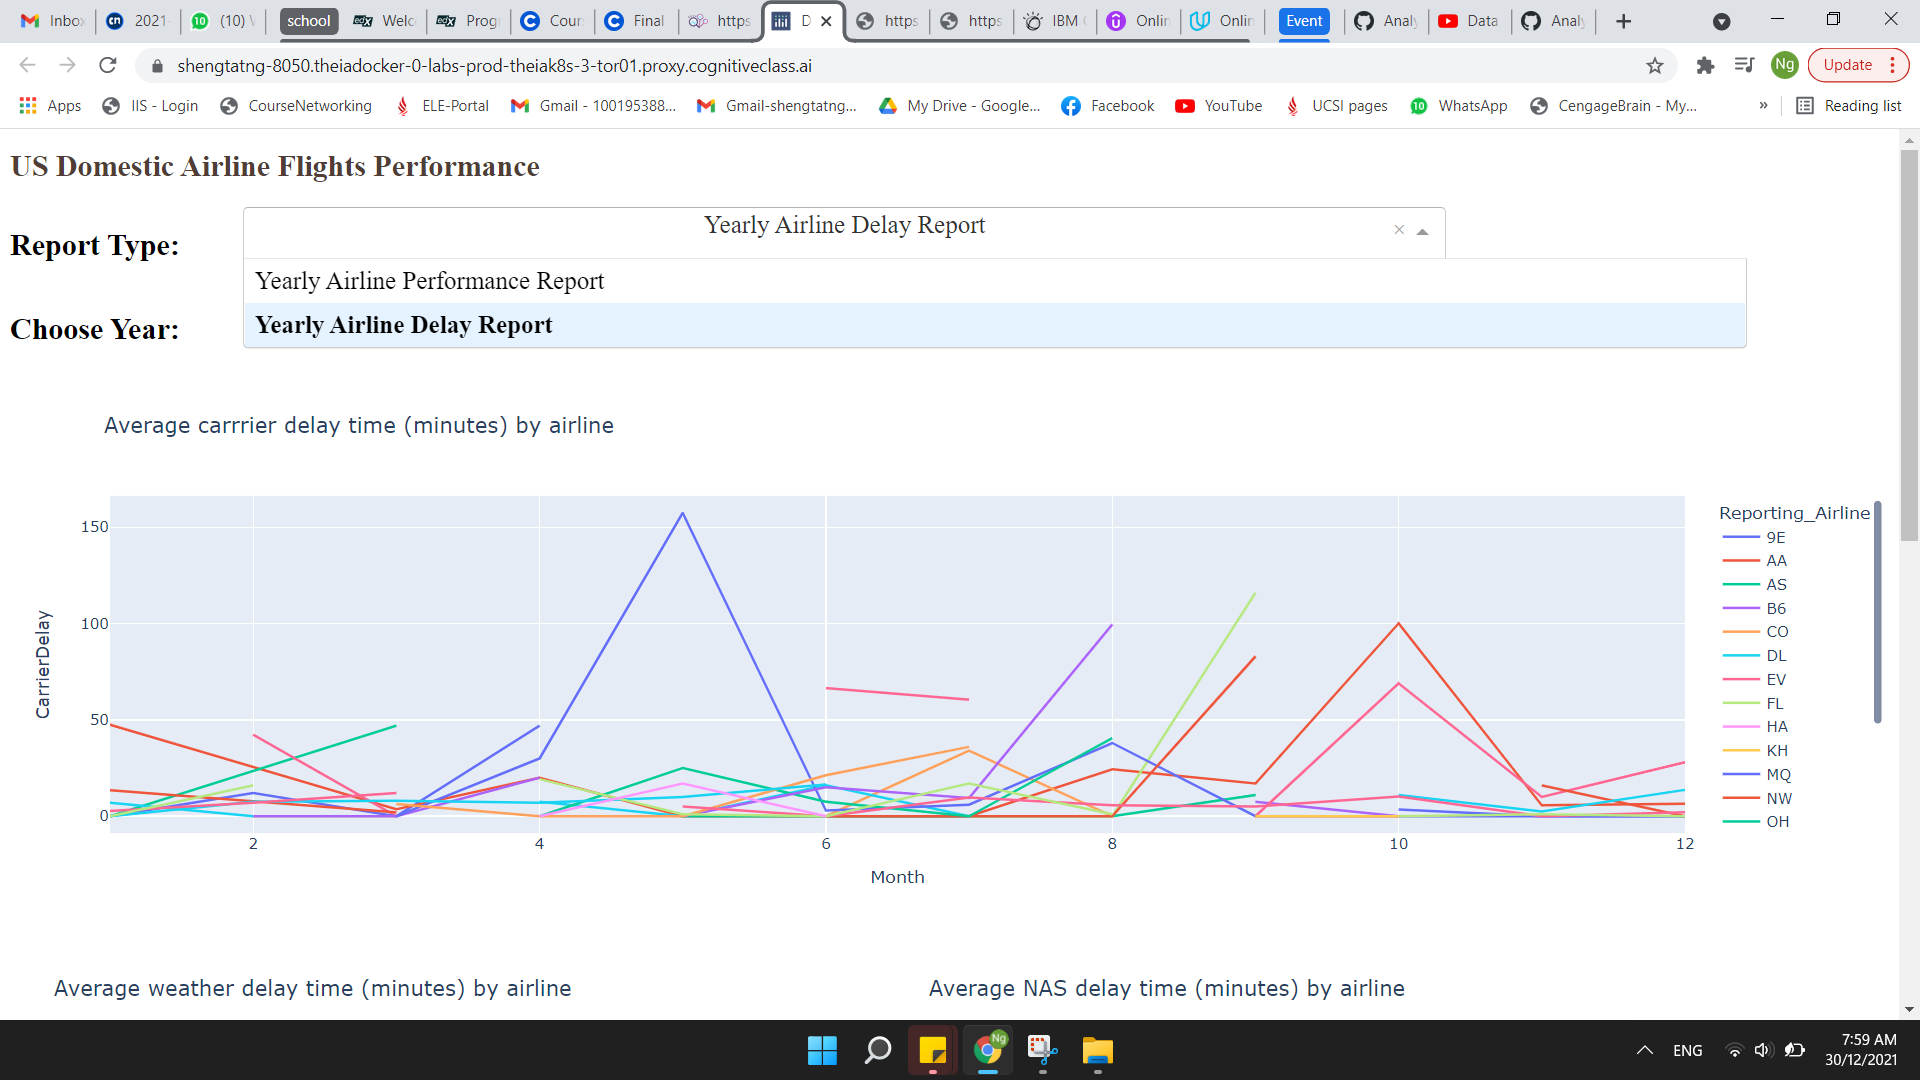 Inbox 2021- (10) V school Welco Prog Cour Final https D https https IBM Onlin Onlin Event Analy Data Analy
shengtatng-8050.theiadocker-0-labs-prod-theiak8s-3-tor01.proxy.cognitiveclass.ai Ng Update
Apps IIS - Login CourseNetworking ELE-Portal Gmail - 100195388... Gmail-shengtatng... My Drive - Google... Facebook YouTube UCSI pages WhatsApp CengageBrain - My... » Reading list
US Domestic Airline Flights Performance
Report Type:
Yearly Airline Delay Report
Yearly Airline Performance Report
Yearly Airline Delay Report
Choose Year:
Average carrrier delay time (minutes) by airline
150
100
50
0
CarrierDelay
2 4 6 8 10 12
Month
Reporting_Airline
9E
AA
AS
B6
CO
DL
EV
FL
HA
KH
MQ
NW
OH
Average weather delay time (minutes) by airline
Average NAS delay time (minutes) by airline
ENG
7:59 AM
30/12/2021